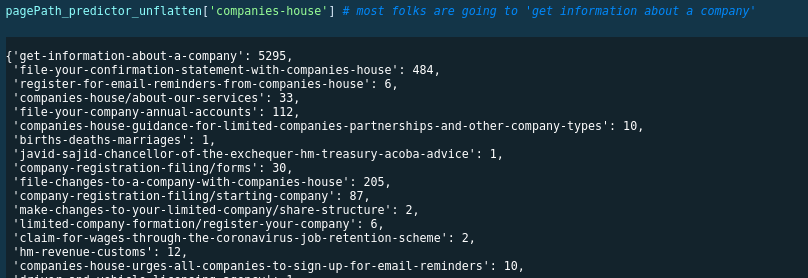 pagePath_predictor_unflatten['companies-house'] # most folks are going to 'get information about a company'
{'get-information-about-a-company': 5295,
'file-your-confirmation-statement-with-companies-house': 484,
'register-for-email-reminders-from-companies-house': 6,
'companies-house/about-our-services': 33,
'file-your-company-annual-accounts': 112,
'companies-house-guidance-for-limited-companies-partnerships-and-other-company-types': 10,
'births-deaths-marriages': 1,
'javid-sajid-chancellor-of-the-exchequer-hm-treasury-acoba-advice': 1,
'company-registration-filing/forms': 30,
'file-changes-to-a-company-with-companies-house': 205,
'company-registration-filing/starting-company': 87,
'make-changes-to-your-limited-company/share-structure': 2,
'limited-company-formation/register-your-company': 6,
'claim-for-wages-through-the-coronavirus-job-retention-scheme': 2,
'hm-revenue-customs': 12,
'companies-house-urges-all-companies-to-sign-up-for-email-reminders': 10,